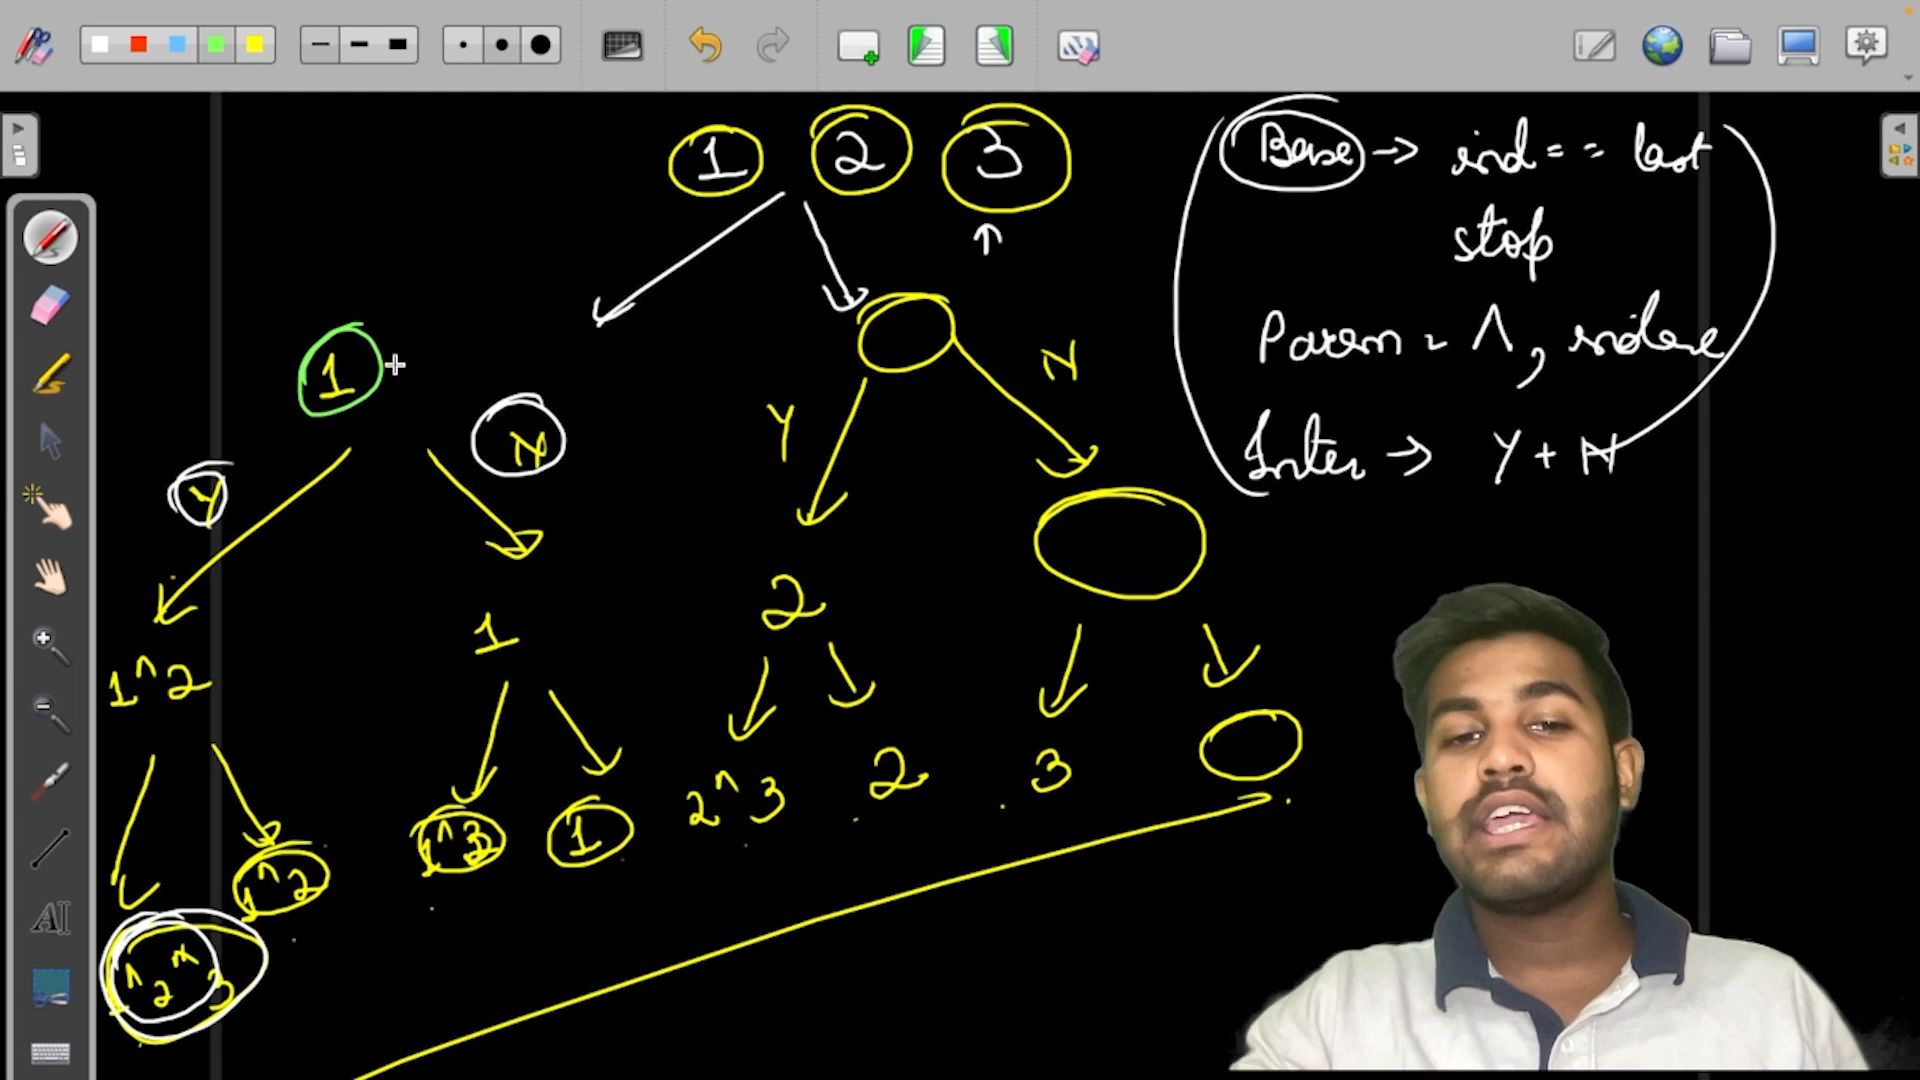 1 2 3
Base → ind == last
stop
Param = ^, index
Inter → Y + N
1
N
Y
N
Y
2
1
1^2
2^3
2
3
1^3
1
1^2
1^2^3
AI